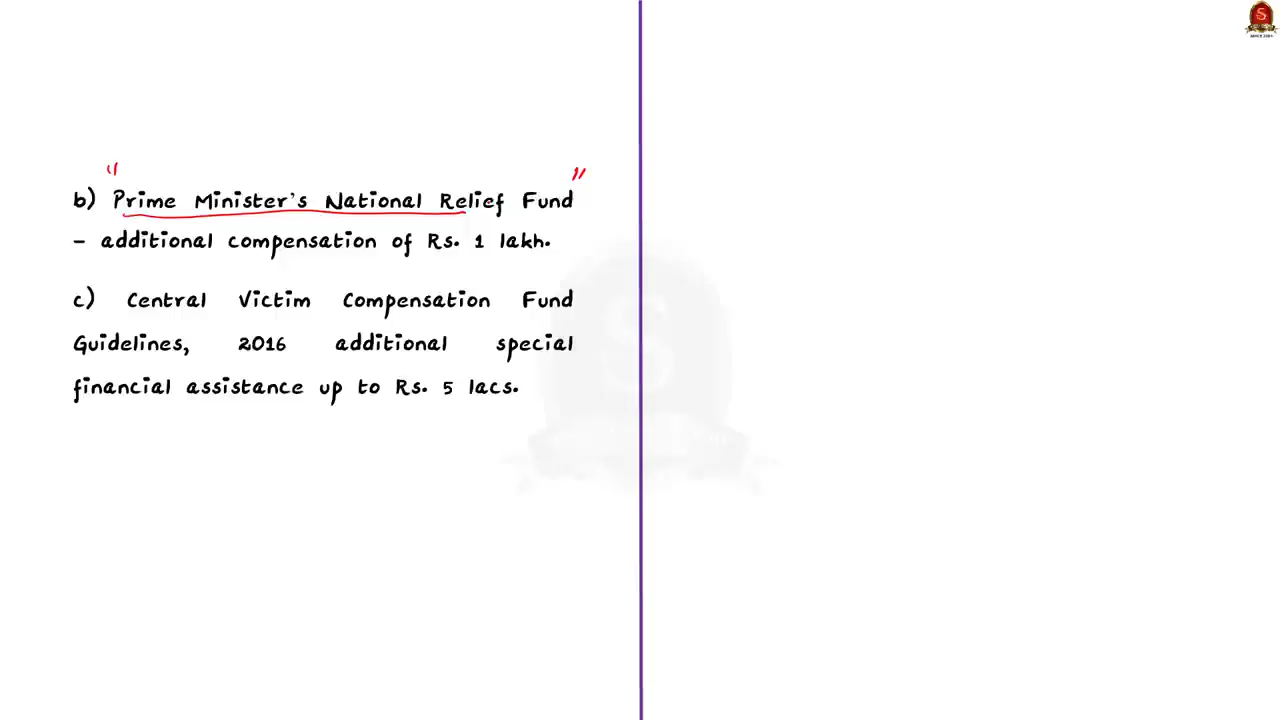 b) "Prime Minister's National Relief Fund"
- additional compensation of Rs. 1 lakh.
c) Central Victim Compensation Fund
Guidelines, 2016 additional special
financial assistance up to Rs. 5 lacs.